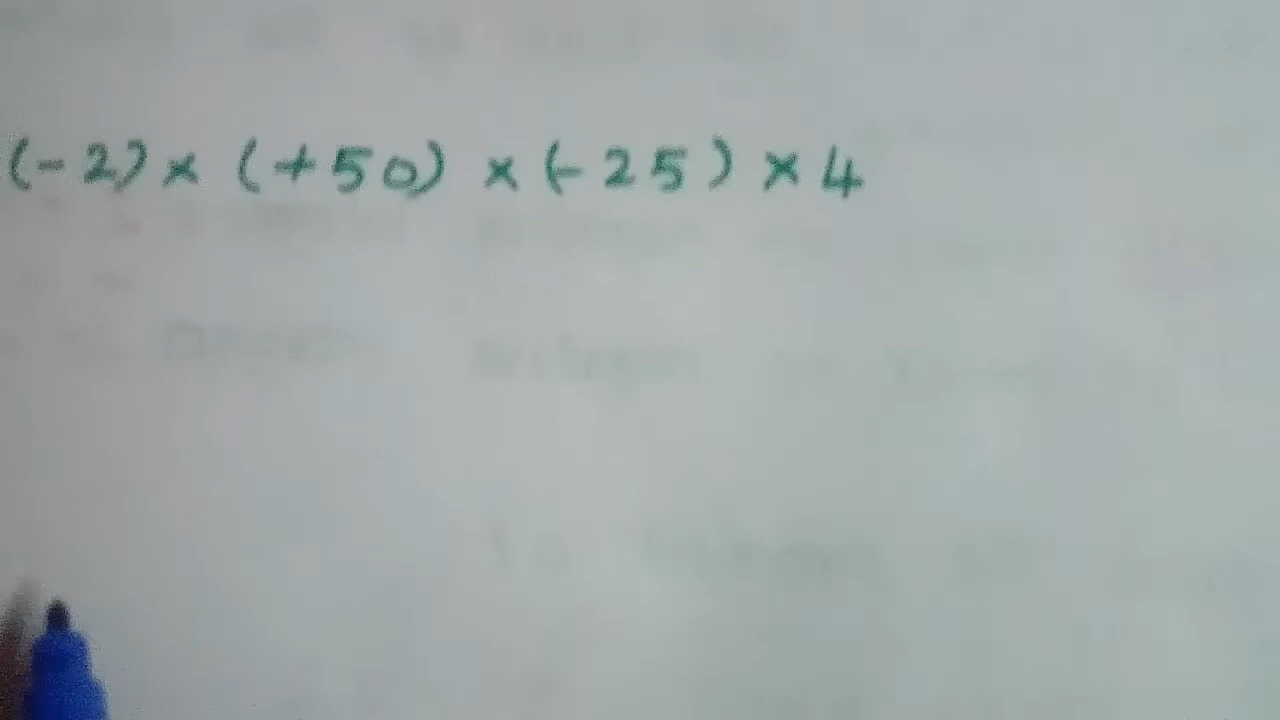 (-2) × (+50) × (-25) × 4